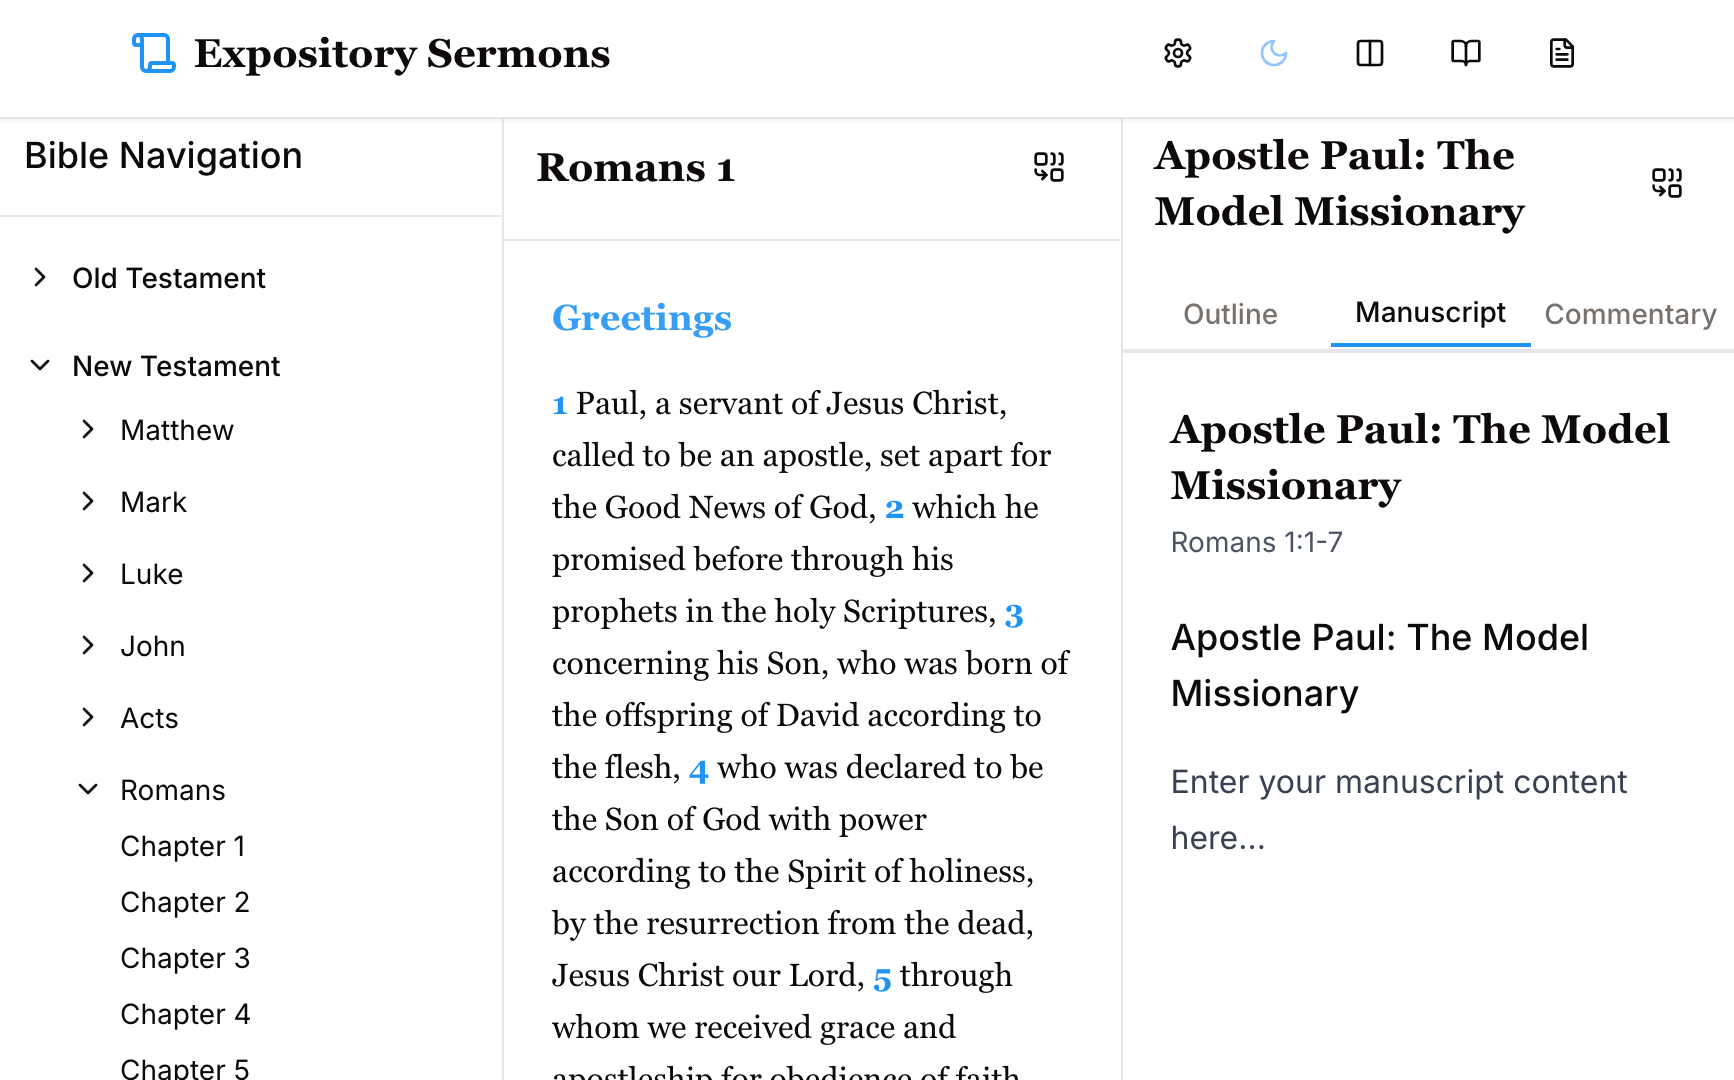 Expository Sermons
Bible Navigation
Old Testament
New Testament
Matthew
Mark
Luke
John
Acts
Romans
Chapter 1
Chapter 2
Chapter 3
Chapter 4
Chapter 5
Romans 1
Greetings
1 Paul, a servant of Jesus Christ,
called to be an apostle, set apart for
the Good News of God, 2 which he
promised before through his
prophets in the holy Scriptures, 3
concerning his Son, who was born of
the offspring of David according to
the flesh, 4 who was declared to be
the Son of God with power
according to the Spirit of holiness,
by the resurrection from the dead,
Jesus Christ our Lord, 5 through
whom we received grace and
apostleship for obedience of faith
Apostle Paul: The
Model Missionary
Outline
Manuscript
Commentary
Apostle Paul: The Model
Missionary
Romans 1:1-7
Apostle Paul: The Model
Missionary
Enter your manuscript content
here...